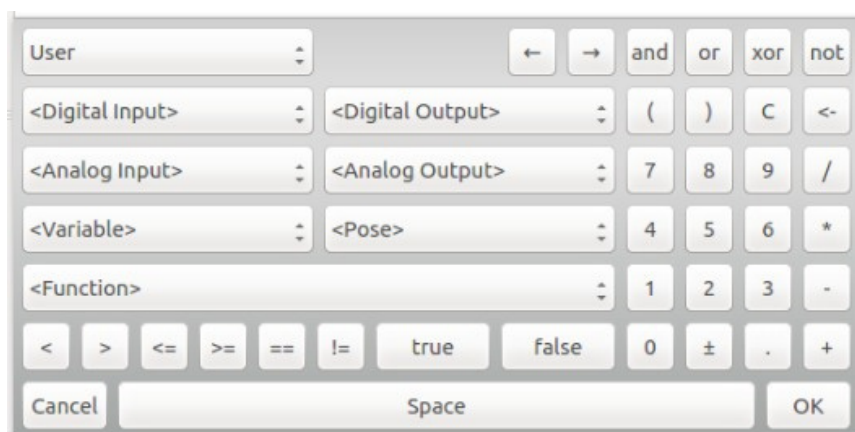 User ← → and or xor not
<Digital Input> <Digital Output> ( ) C <-
<Analog Input> <Analog Output> 7 8 9 /
<Variable> <Pose> 4 5 6 *
<Function> 1 2 3 -
< > <= >= == != true false 0 ± . +
Cancel Space OK